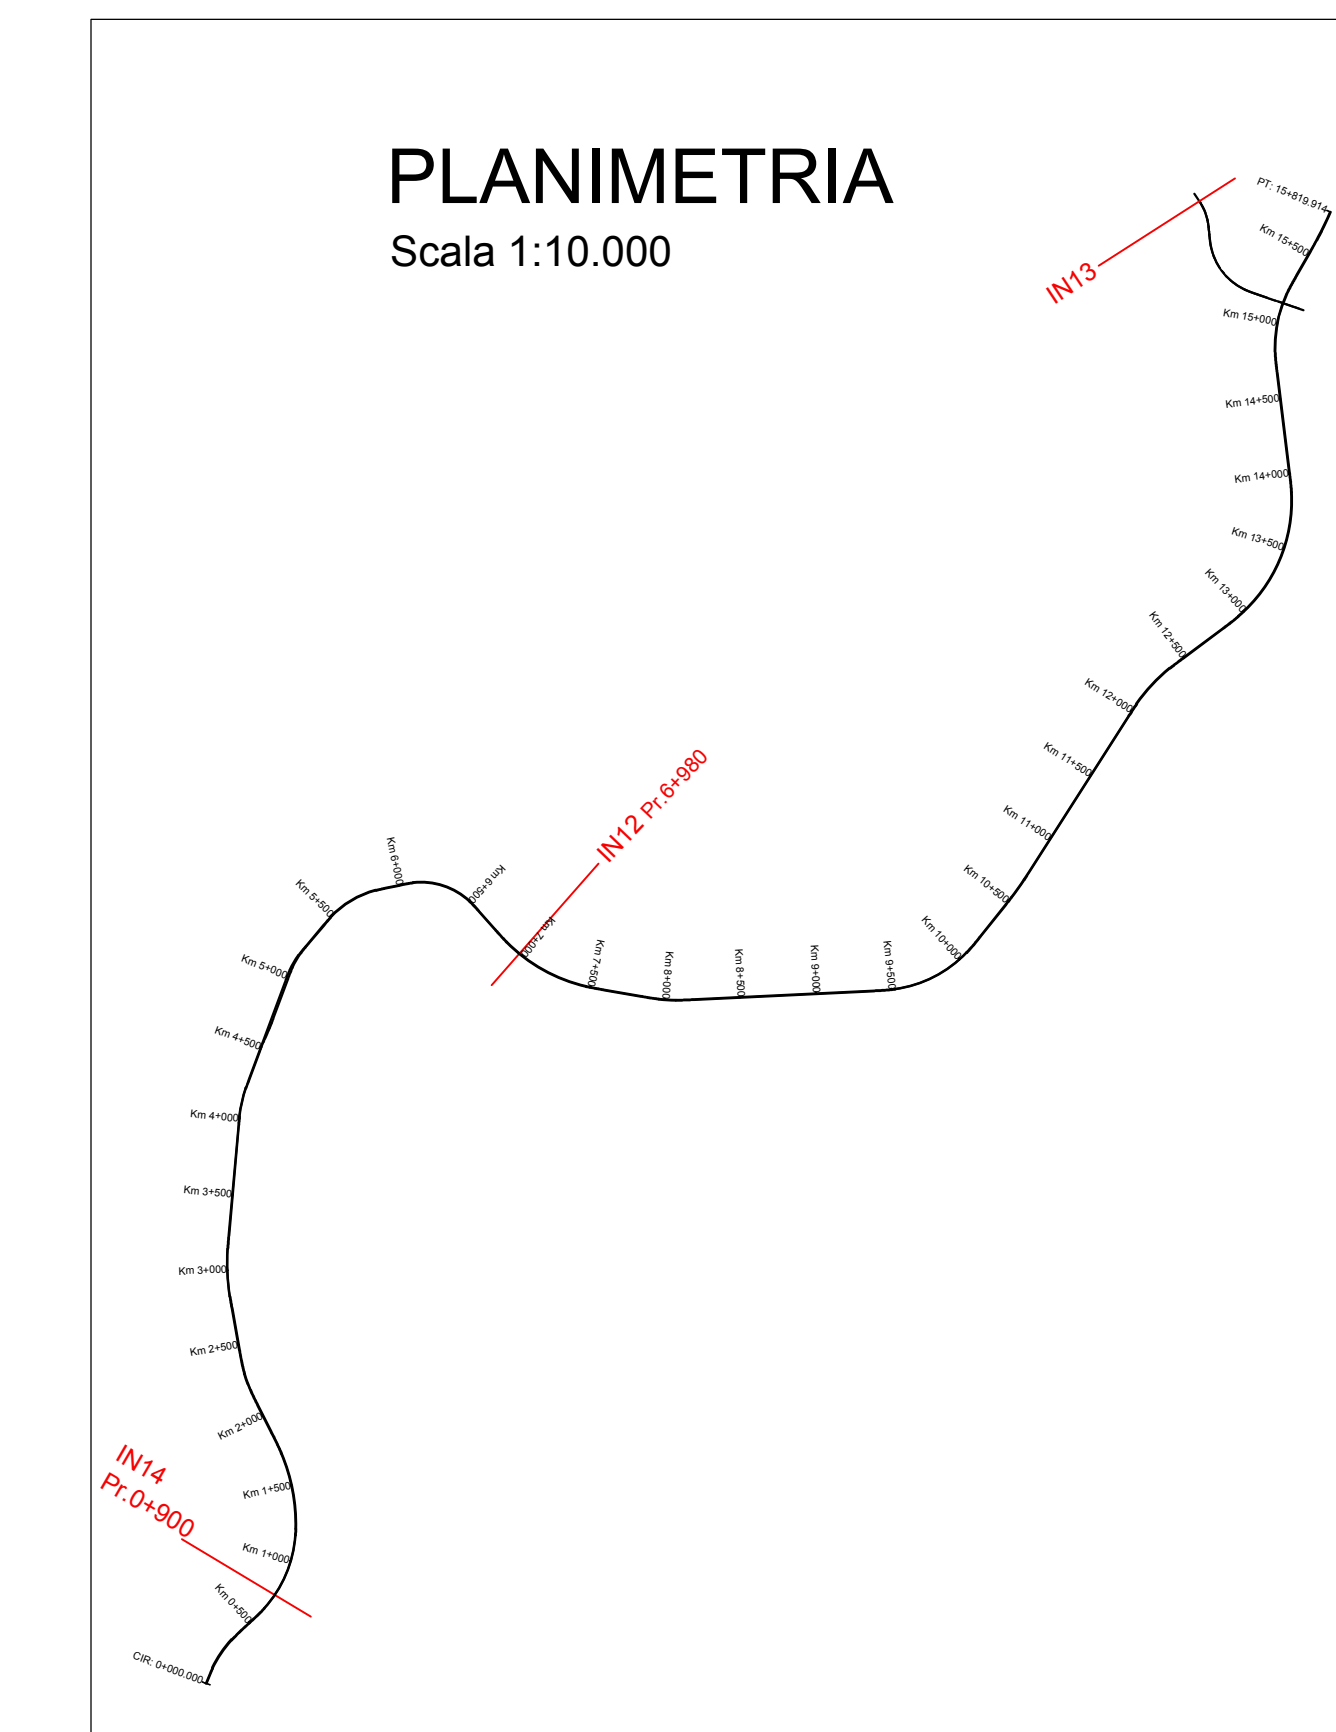 PLANIMETRIA
Scala 1:10.000
PT: 15+819.914
Km 15+500
IN13
Km 15+000
Km 14+500
Km 14+000
Km 13+500
Km 13+000
Km 12+500
Km 12+000
Km 11+500
Km 11+000
Km 10+500
Km 10+000
Km 9+500
Km 9+000
Km 8+500
Km 8+000
Km 7+500
Km 7+000
IN12 Pr.6+980
Km 6+500
Km 6+000
Km 5+500
Km 5+000
Km 4+500
Km 4+000
Km 3+500
Km 3+000
Km 2+500
Km 2+000
Km 1+500
IN14
Pr.0+900
Km 1+000
Km 0+500
CIR: 0+000.000